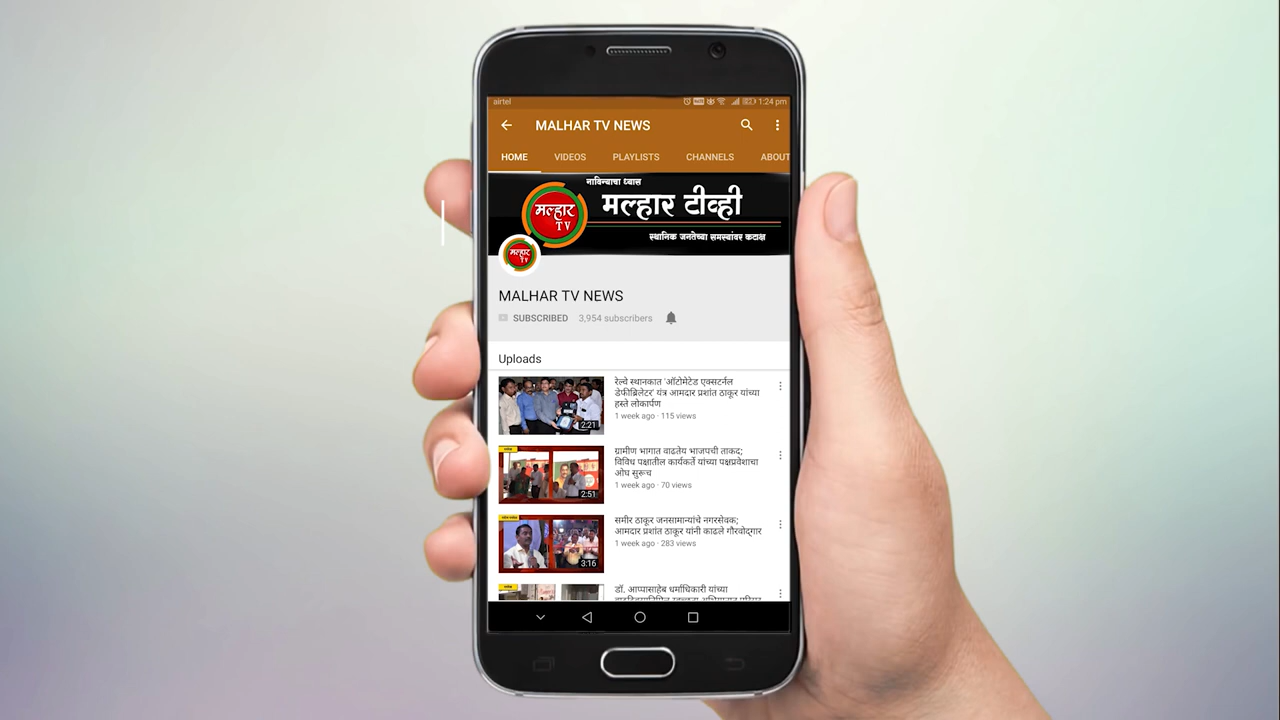 airtel
1:24 pm
MALHAR TV NEWS
HOME VIDEOS PLAYLISTS CHANNELS ABOUT
नाविन्याचा ध्यास
मल्हार टीव्ही
मल्हार
TV
स्थानिक जनतेच्या समस्यांवर कटाक्ष
मल्हार
TV
MALHAR TV NEWS
SUBSCRIBED 3,954 subscribers
Uploads
रेल्वे स्थानकात 'ऑटोमेटेड एक्सटर्नल
डेफीब्रिलेटर' यंत्र आमदार प्रशांत ठाकूर यांच्या
हस्ते लोकार्पण
1 week ago · 115 views
2:21
ग्रामीण भागात वाढतेय भाजपची ताकद;
विविध पक्षातील कार्यकर्ते यांच्या पक्षप्रवेशाचा
ओघ सुरूच
1 week ago · 70 views
2:51
समीर ठाकूर जनसामान्यांचे नगरसेवक;
आमदार प्रशांत ठाकूर यांनी काढले गौरवोद्गार
1 week ago · 283 views
3:16
डॉ. आप्पासाहेब धर्माधिकारी यांच्या